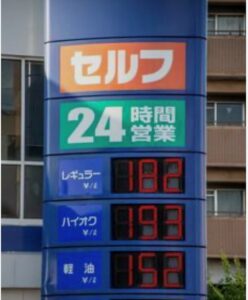 セルフ
24時間営業
レギュラー ¥/ℓ 182
ハイオク ¥/ℓ 193
軽油 ¥/ℓ 152